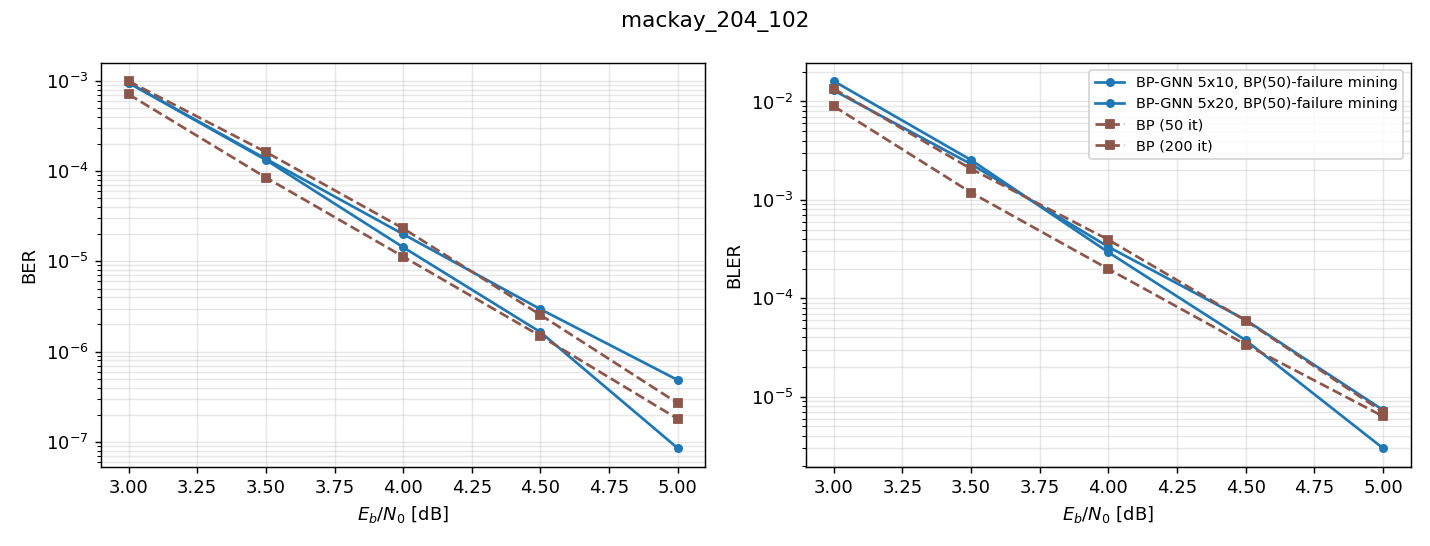 mackay_204_102
10⁻³
10⁻⁴
10⁻⁵
10⁻⁶
10⁻⁷
BER
3.00 3.25 3.50 3.75 4.00 4.25 4.50 4.75 5.00
E_b/N_0 [dB]
10⁻²
10⁻³
10⁻⁴
10⁻⁵
BLER
BP-GNN 5x10, BP(50)-failure mining
BP-GNN 5x20, BP(50)-failure mining
BP (50 it)
BP (200 it)
3.00 3.25 3.50 3.75 4.00 4.25 4.50 4.75 5.00
E_b/N_0 [dB]